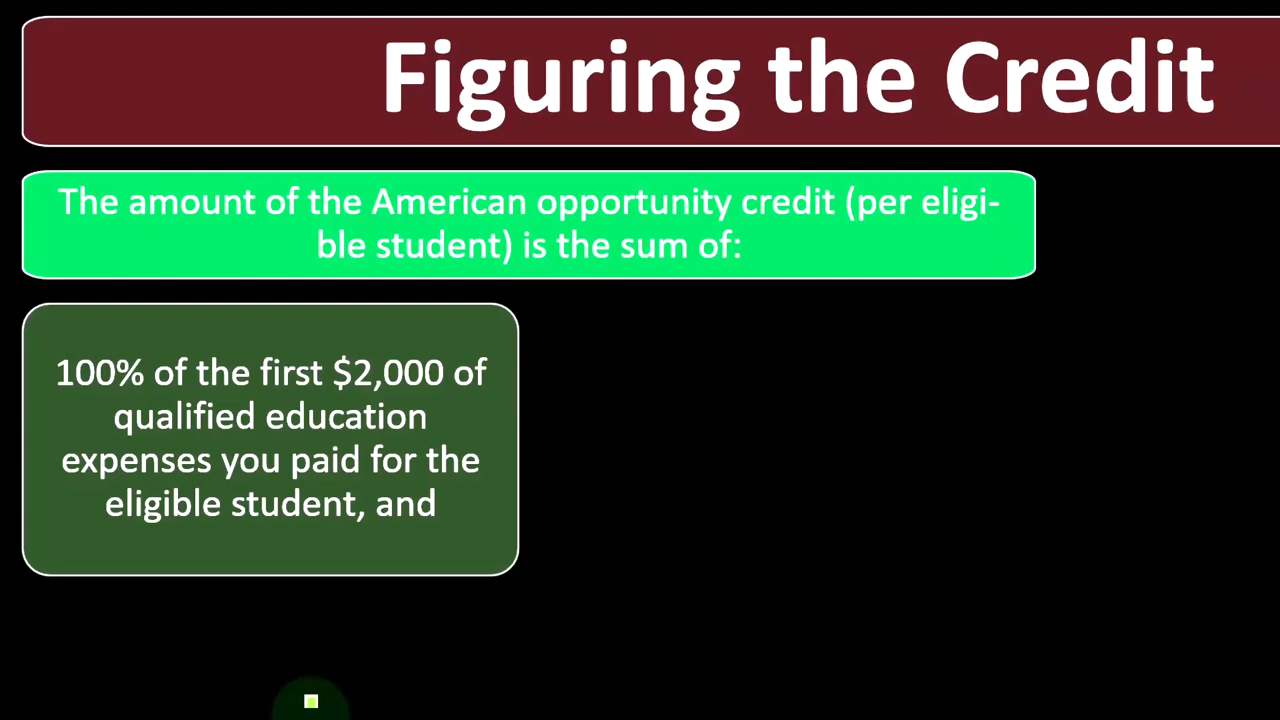 Figuring the Credit
The amount of the American opportunity credit (per eligi-
ble student) is the sum of:
100% of the first $2,000 of
qualified education
expenses you paid for the
eligible student, and